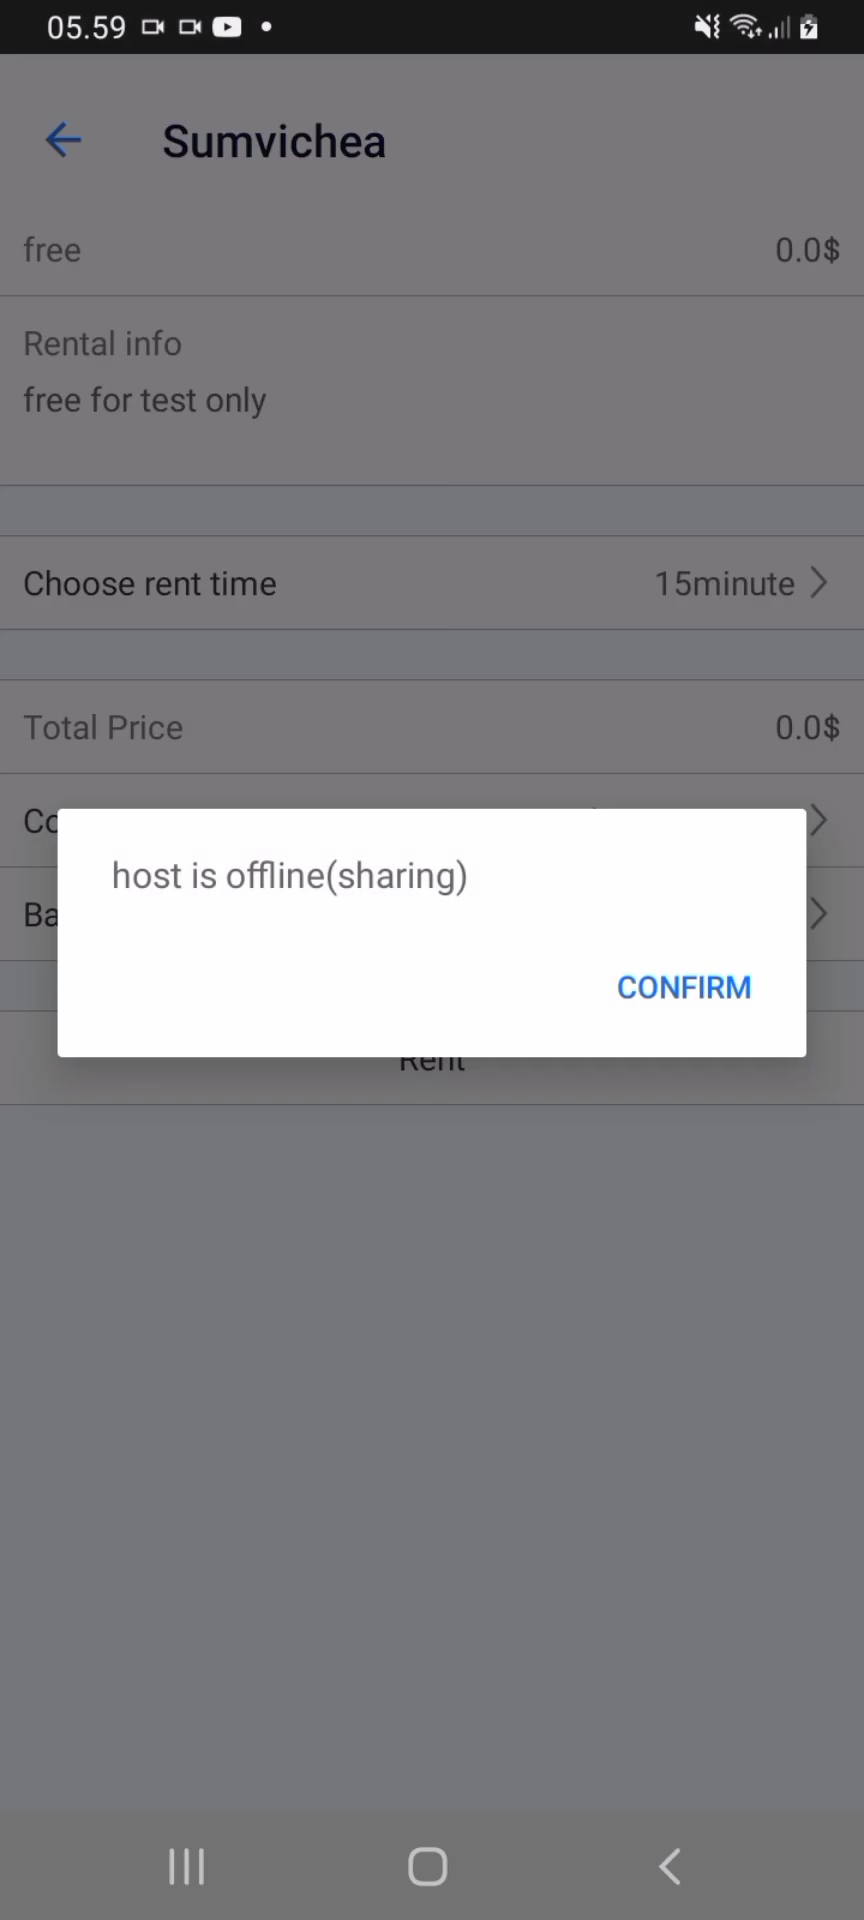 05.59
Sumvichea
free 0.0$
Rental info
free for test only
Choose rent time 15minute
Total Price 0.0$
Co
Ba
host is offline(sharing)
CONFIRM
Rent